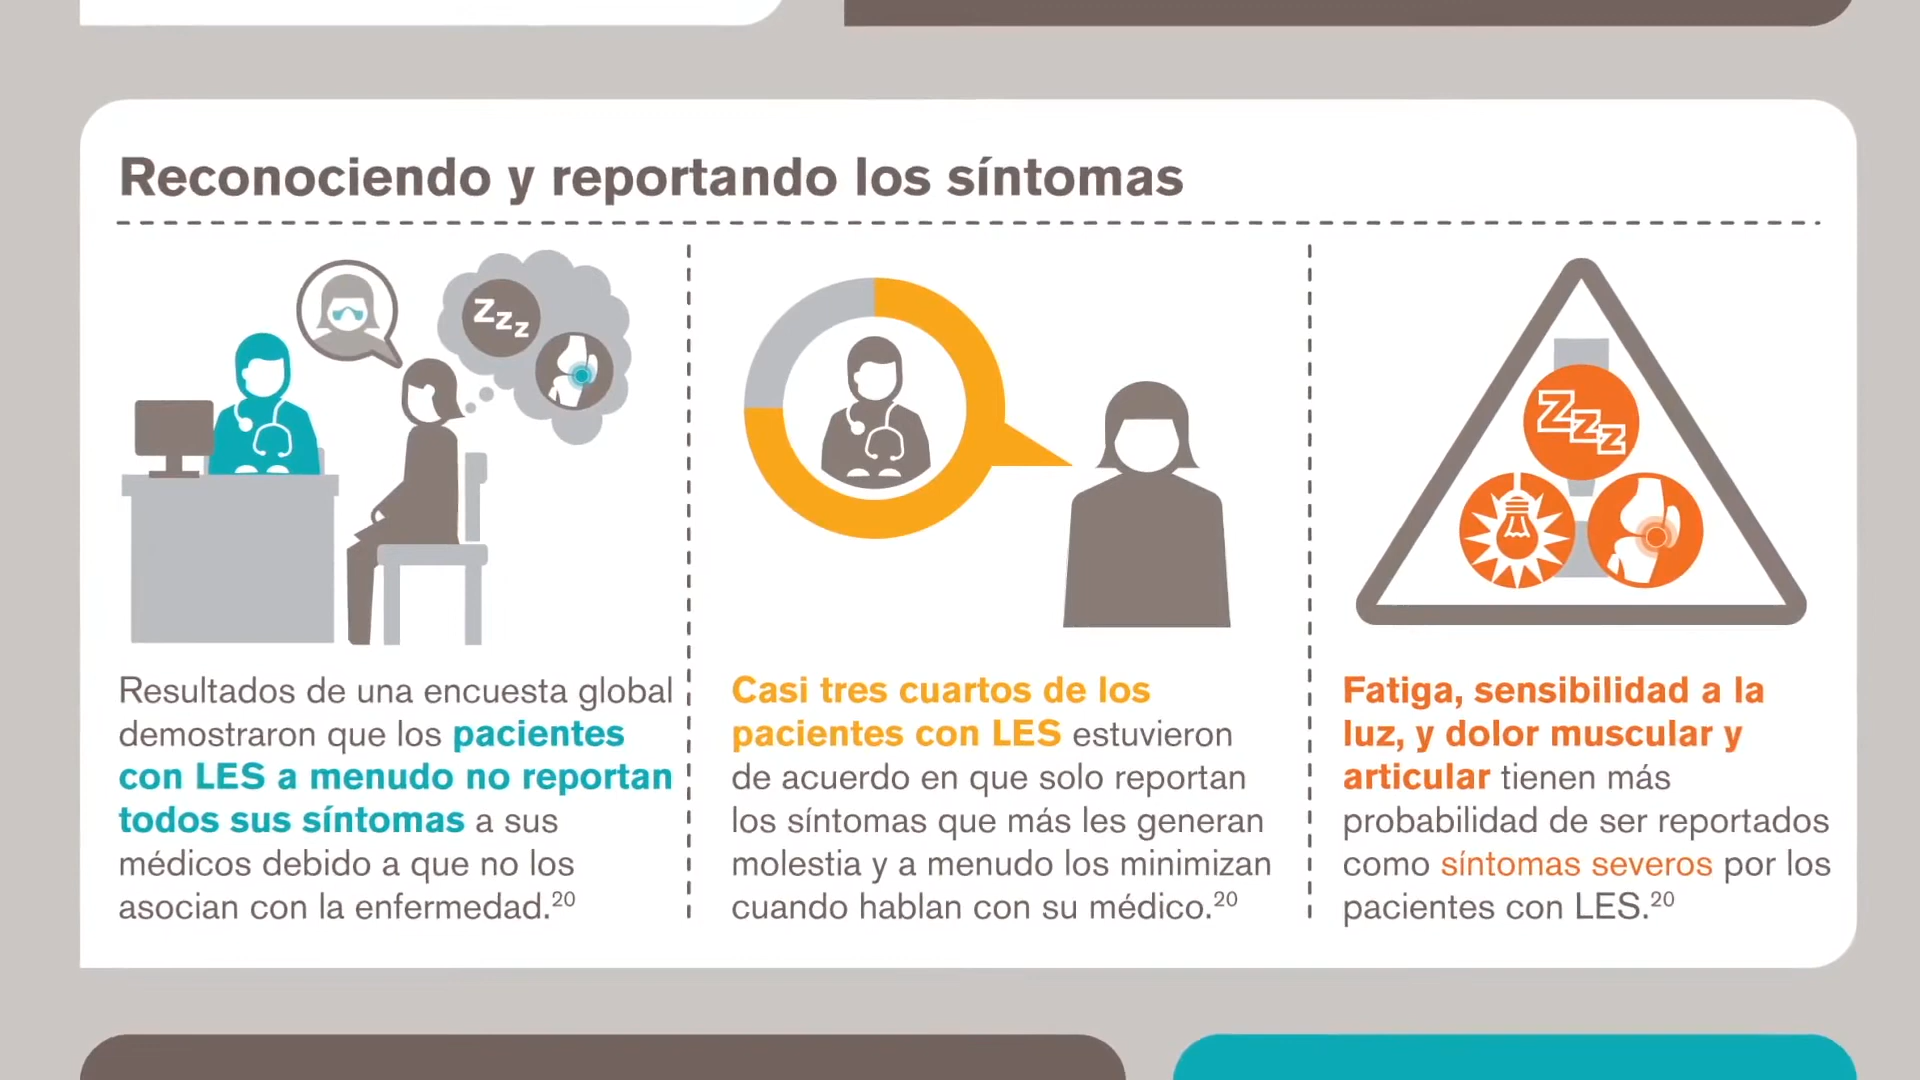 Reconociendo y reportando los síntomas
Zzz
Resultados de una encuesta global
demostraron que los pacientes
con LES a menudo no reportan
todos sus síntomas a sus
médicos debido a que no los
asocian con la enfermedad.20
Casi tres cuartos de los
pacientes con LES estuvieron
de acuerdo en que solo reportan
los síntomas que más les generan
molestia y a menudo los minimizan
cuando hablan con su médico.20
Zzz
Fatiga, sensibilidad a la
luz, y dolor muscular y
articular tienen más
probabilidad de ser reportados
como síntomas severos por los
pacientes con LES.20